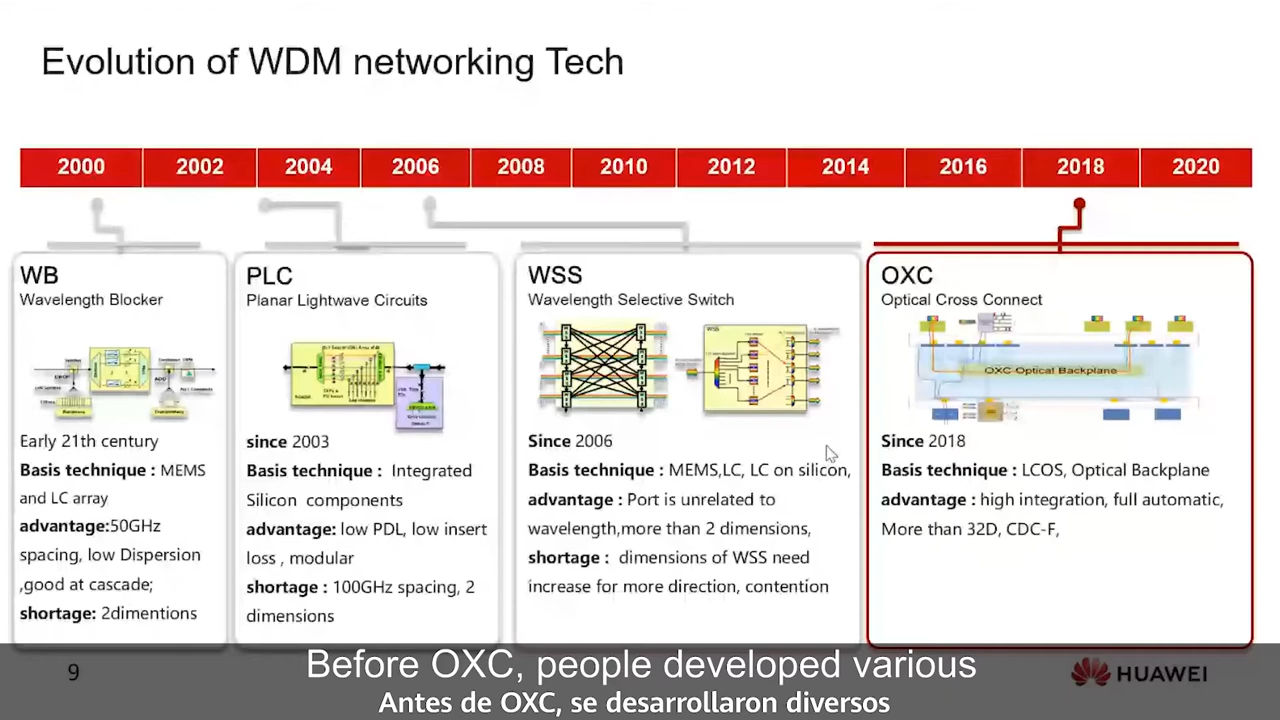 Evolution of WDM networking Tech
2000 2002 2004 2006 2008 2010 2012 2014 2016 2018 2020
WB
Wavelength Blocker
Early 21th century
Basis technique : MEMS
and LC array
advantage:50GHz
spacing, low Dispersion
,good at cascade;
shortage: 2dimentions
PLC
Planar Lightwave Circuits
since 2003
Basis technique : Integrated
Silicon components
advantage: low PDL, low insert
loss , modular
shortage : 100GHz spacing, 2
dimensions
WSS
Wavelength Selective Switch
WSS
Since 2006
Basis technique : MEMS,LC, LC on silicon,
advantage : Port is unrelated to
wavelength,more than 2 dimensions,
shortage : dimensions of WSS need
increase for more direction, contention
OXC
Optical Cross Connect
OXC-Optical Backplane
Since 2018
Basis technique : LCOS, Optical Backplane
advantage : high integration, full automatic,
More than 32D, CDC-F,
9
Before OXC, people developed various
Antes de OXC, se desarrollaron diversos
HUAWEI